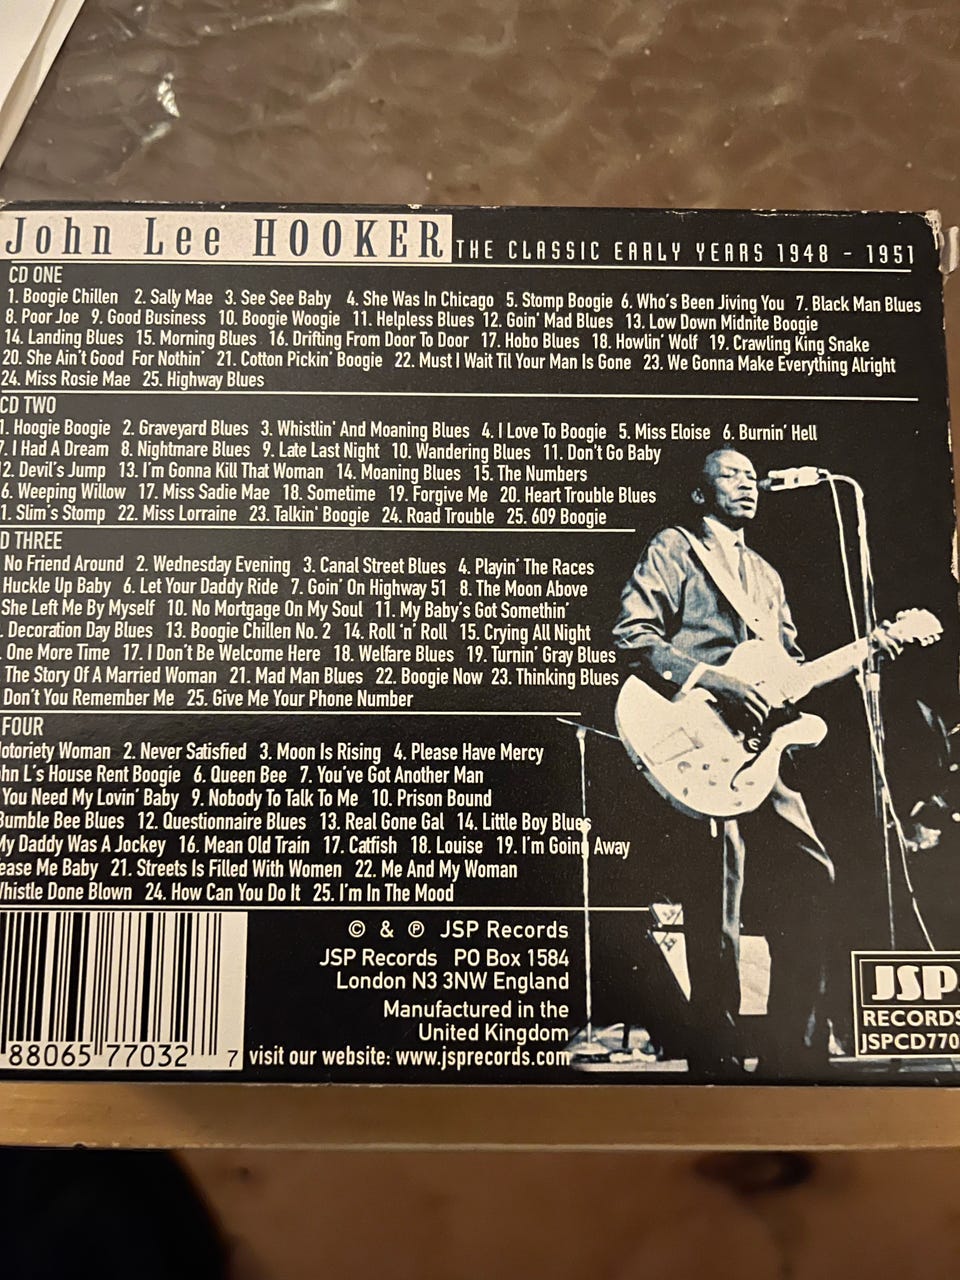 John Lee HOOKER THE CLASSIC EARLY YEARS 1948 - 1951
CD ONE
1. Boogie Chillen 2. Sally Mae 3. See See Baby 4. She Was In Chicago 5. Stomp Boogie 6. Who's Been Jiving You 7. Black Man Blues
8. Poor Joe 9. Good Business 10. Boogie Woogie 11. Helpless Blues 12. Goin' Mad Blues 13. Low Down Midnite Boogie
14. Landing Blues 15. Morning Blues 16. Drifting From Door To Door 17. Hobo Blues 18. Howlin' Wolf 19. Crawling King Snake
20. She Ain't Good For Nothin' 21. Cotton Pickin' Boogie 22. Must I Wait Til Your Man Is Gone 23. We Gonna Make Everything Alright
24. Miss Rosie Mae 25. Highway Blues
CD TWO
1. Hoogie Boogie 2. Graveyard Blues 3. Whistlin' And Moaning Blues 4. I Love To Boogie 5. Miss Eloise 6. Burnin' Hell
7. I Had A Dream 8. Nightmare Blues 9. Late Last Night 10. Wandering Blues 11. Don't Go Baby
2. Devil's Jump 13. I'm Gonna Kill That Woman 14. Moaning Blues 15. The Numbers
6. Weeping Willow 17. Miss Sadie Mae 18. Sometime 19. Forgive Me 20. Heart Trouble Blues
1. Slim's Stomp 22. Miss Lorraine 23. Talkin' Boogie 24. Road Trouble 25. 609 Boogie
D THREE
No Friend Around 2. Wednesday Evening 3. Canal Street Blues 4. Playin' The Races
Huckle Up Baby 6. Let Your Daddy Ride 7. Goin' On Highway 51 8. The Moon Above
She Left Me By Myself 10. No Mortgage On My Soul 11. My Baby's Got Somethin'
. Decoration Day Blues 13. Boogie Chillen No. 2 14. Roll 'n' Roll 15. Crying All Night
. One More Time 17. I Don't Be Welcome Here 18. Welfare Blues 19. Turnin' Gray Blues
The Story Of A Married Woman 21. Mad Man Blues 22. Boogie Now 23. Thinking Blues
Don't You Remember Me 25. Give Me Your Phone Number
FOUR
otoriety Woman 2. Never Satisfied 3. Moon Is Rising 4. Please Have Mercy
hn L's House Rent Boogie 6. Queen Bee 7. You've Got Another Man
You Need My Lovin' Baby 9. Nobody To Talk To Me 10. Prison Bound
Bumble Bee Blues 12. Questionnaire Blues 13. Real Gone Gal 14. Little Boy Blues
My Daddy Was A Jockey 16. Mean Old Train 17. Catfish 18. Louise 19. I'm Going Away
ease Me Baby 21. Streets Is Filled With Women 22. Me And My Woman
Whistle Done Blown 24. How Can You Do It 25. I'm In The Mood
© & ℗ JSP Records
JSP Records PO Box 1584
London N3 3NW England
Manufactured in the
United Kingdom
visit our website: www.jsprecords.com
88065 77032 7
JSP
RECORDS
JSPCD770